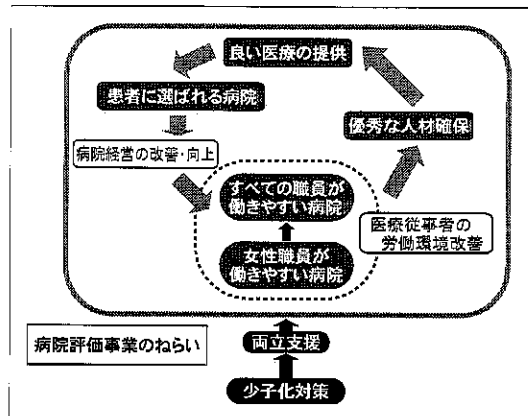 良い医療の提供
患者に選ばれる病院
優秀な人材確保
病院経営の改善・向上
すべての職員が
働きやすい病院
医療従事者の
労働環境改善
女性職員が
働きやすい病院
病院評価事業のねらい
両立支援
少子化対策